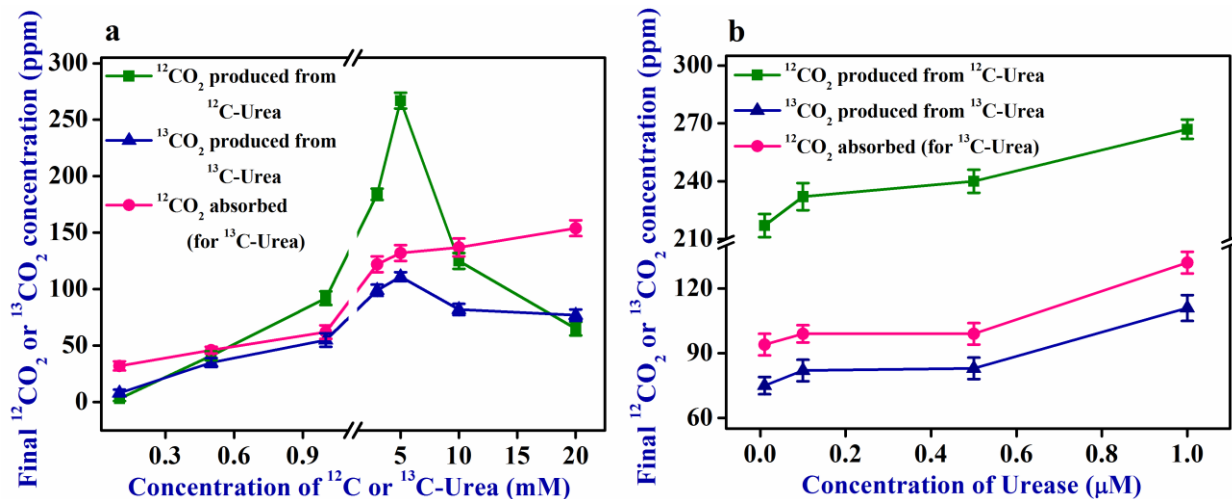 a
Final ¹²CO₂ or ¹³CO₂ concentration (ppm)
300
250
200
150
100
50
0
¹²CO₂ produced from
¹²C-Urea
¹³CO₂ produced from
¹³C-Urea
¹²CO₂ absorbed
(for ¹³C-Urea)
0.3 0.6 0.9 5 10 15 20
Concentration of ¹²C or ¹³C-Urea (mM)
b
Final ¹²CO₂ or ¹³CO₂ concentration (ppm)
300
270
240
210
120
90
60
¹²CO₂ produced from ¹²C-Urea
¹³CO₂ produced from ¹³C-Urea
¹²CO₂ absorbed (for ¹³C-Urea)
0.0 0.2 0.4 0.6 0.8 1.0
Concentration of Urease (μM)